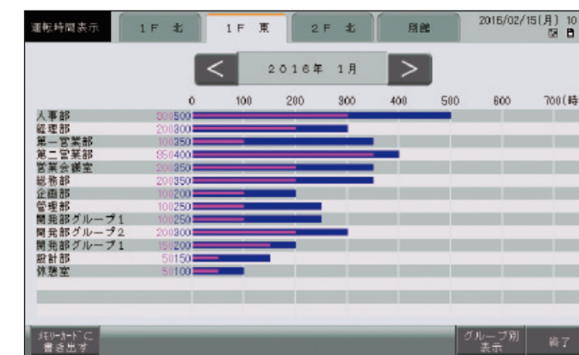 運転時間表示 1F 北 1F 東 2F 北 別館 2016/02/15(月) 10
< 2016年 1月 >
0 100 200 300 400 500 600 700(時
人事部 300500
経理部 200300
第一営業部 100350
第二営業部 350400
営業会議室 200350
総務部 200350
企画部 100200
管理部 100250
開発部グループ1 100250
開発部グループ2 200300
開発部グループ1 150200
設計部 50150
休憩室 50100
メモリーカードに グループ別
書き出す 表示 終了